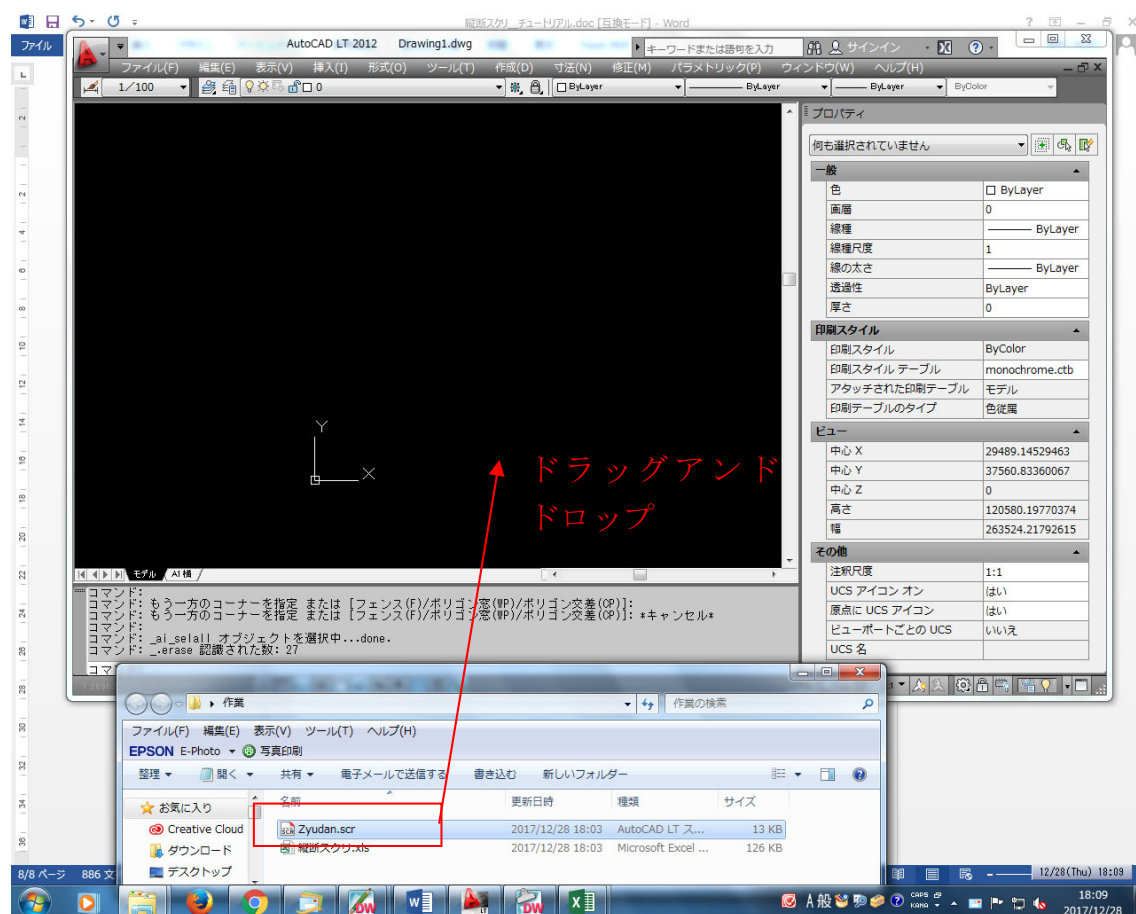 縦断スクリ_チュートリアル.doc [互換モード] - Word
ファイル
AutoCAD LT 2012 Drawing1.dwg
キーワードまたは語句を入力
サインイン
ファイル(F) 編集(E) 表示(V) 挿入(I) 形式(O) ツール(T) 作成(D) 寸法(N) 修正(M) パラメトリック(P) ウィンドウ(W) ヘルプ(H)
1/100
0
ByLayer
ByLayer
ByLayer
ByColor
プロパティ
何も選択されていません
一般
色 ByLayer
画層 0
線種 ByLayer
線種尺度 1
線の太さ ByLayer
透過性 ByLayer
厚さ 0
印刷スタイル
印刷スタイル ByColor
印刷スタイル テーブル monochrome.ctb
アタッチされた印刷テーブル モデル
印刷テーブルのタイプ 色従属
ビュー
中心 X 29489.14529463
中心 Y 37560.83360067
中心 Z 0
高さ 120580.19770374
幅 263524.21792615
その他
注釈尺度 1:1
UCS アイコン オン はい
原点に UCS アイコン はい
ビューポートごとの UCS いいえ
UCS 名
Y
X
ドラッグアンド
ドロップ
モデル A1横
コマンド:
コマンド: もう一方のコーナーを指定 または [フェンス(F)/ポリゴン窓(WP)/ポリゴン交差(CP)]:
コマンド: もう一方のコーナーを指定 または [フェンス(F)/ポリゴン窓(WP)/ポリゴン交差(CP)]: *キャンセル*
コマンド:
コマンド: _ai_selall オブジェクトを選択中...done.
コマンド: _.erase 認識された数: 27
コマ
作業
作業の検索
ファイル(F) 編集(E) 表示(V) ツール(T) ヘルプ(H)
EPSON E-Photo 写真印刷
整理 開く 共有 電子メールで送信する 書き込む 新しいフォルダー
お気に入り
Creative Cloud
ダウンロード
デスクトップ
名前 更新日時 種類 サイズ
Zyudan.scr 2017/12/28 18:03 AutoCAD LT ス... 13 KB
縦断スクリ.xls 2017/12/28 18:03 Microsoft Excel ... 126 KB
8/8 ページ 886 文
12/28(Thu) 18:09
A 般
CAPS
KANA
18:09
2017/12/28